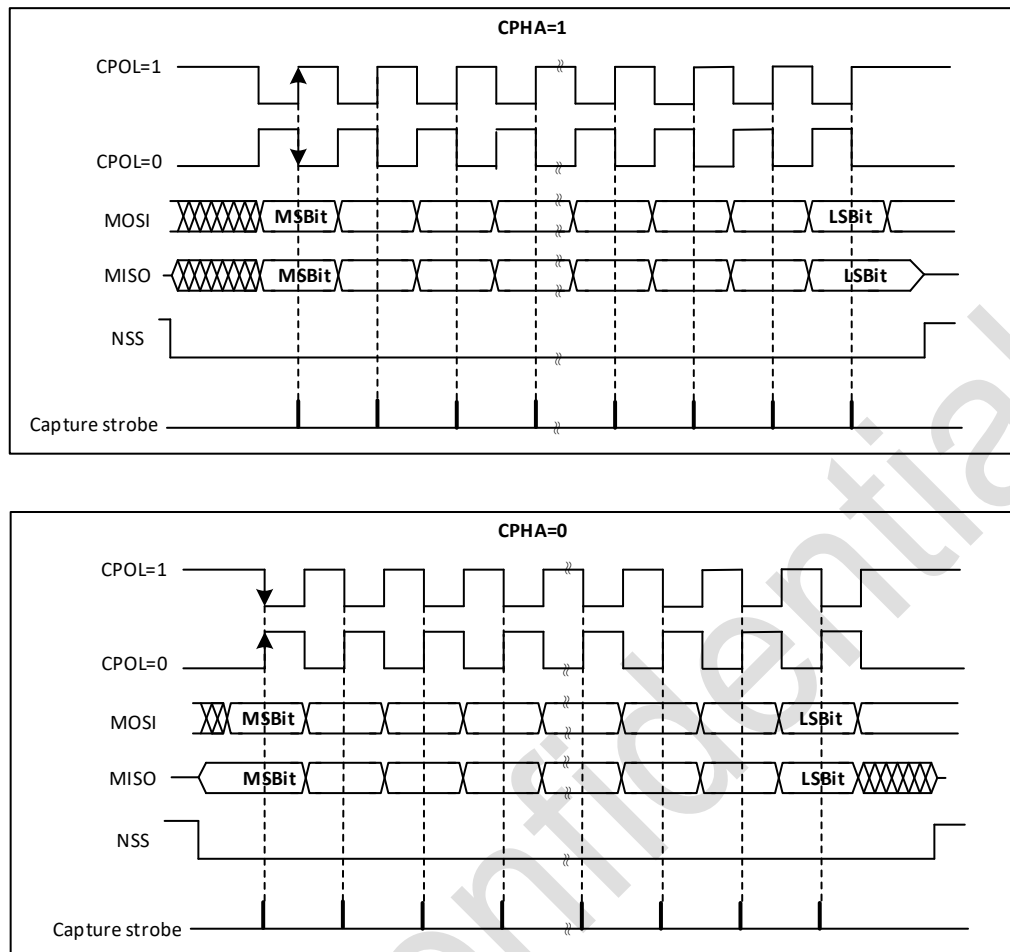 CPHA=1
CPOL=1
CPOL=0
MOSI MSBit LSBit
MISO MSBit LSBit
NSS
Capture strobe
CPHA=0
CPOL=1
CPOL=0
MOSI MSBit LSBit
MISO MSBit LSBit
NSS
Capture strobe
onfidential